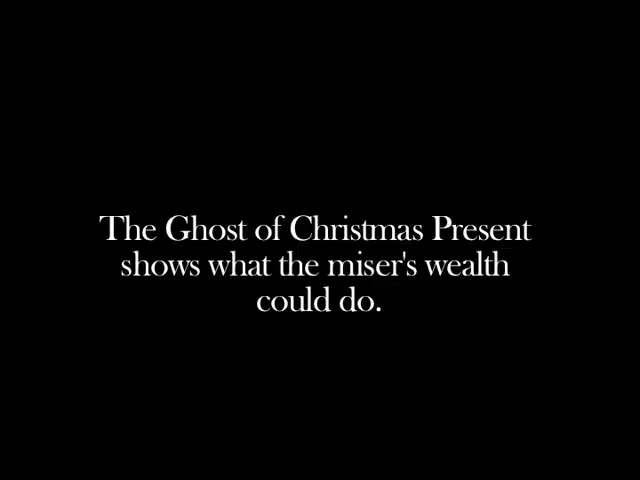 The Ghost of Christmas Present
shows what the miser's wealth
could do.